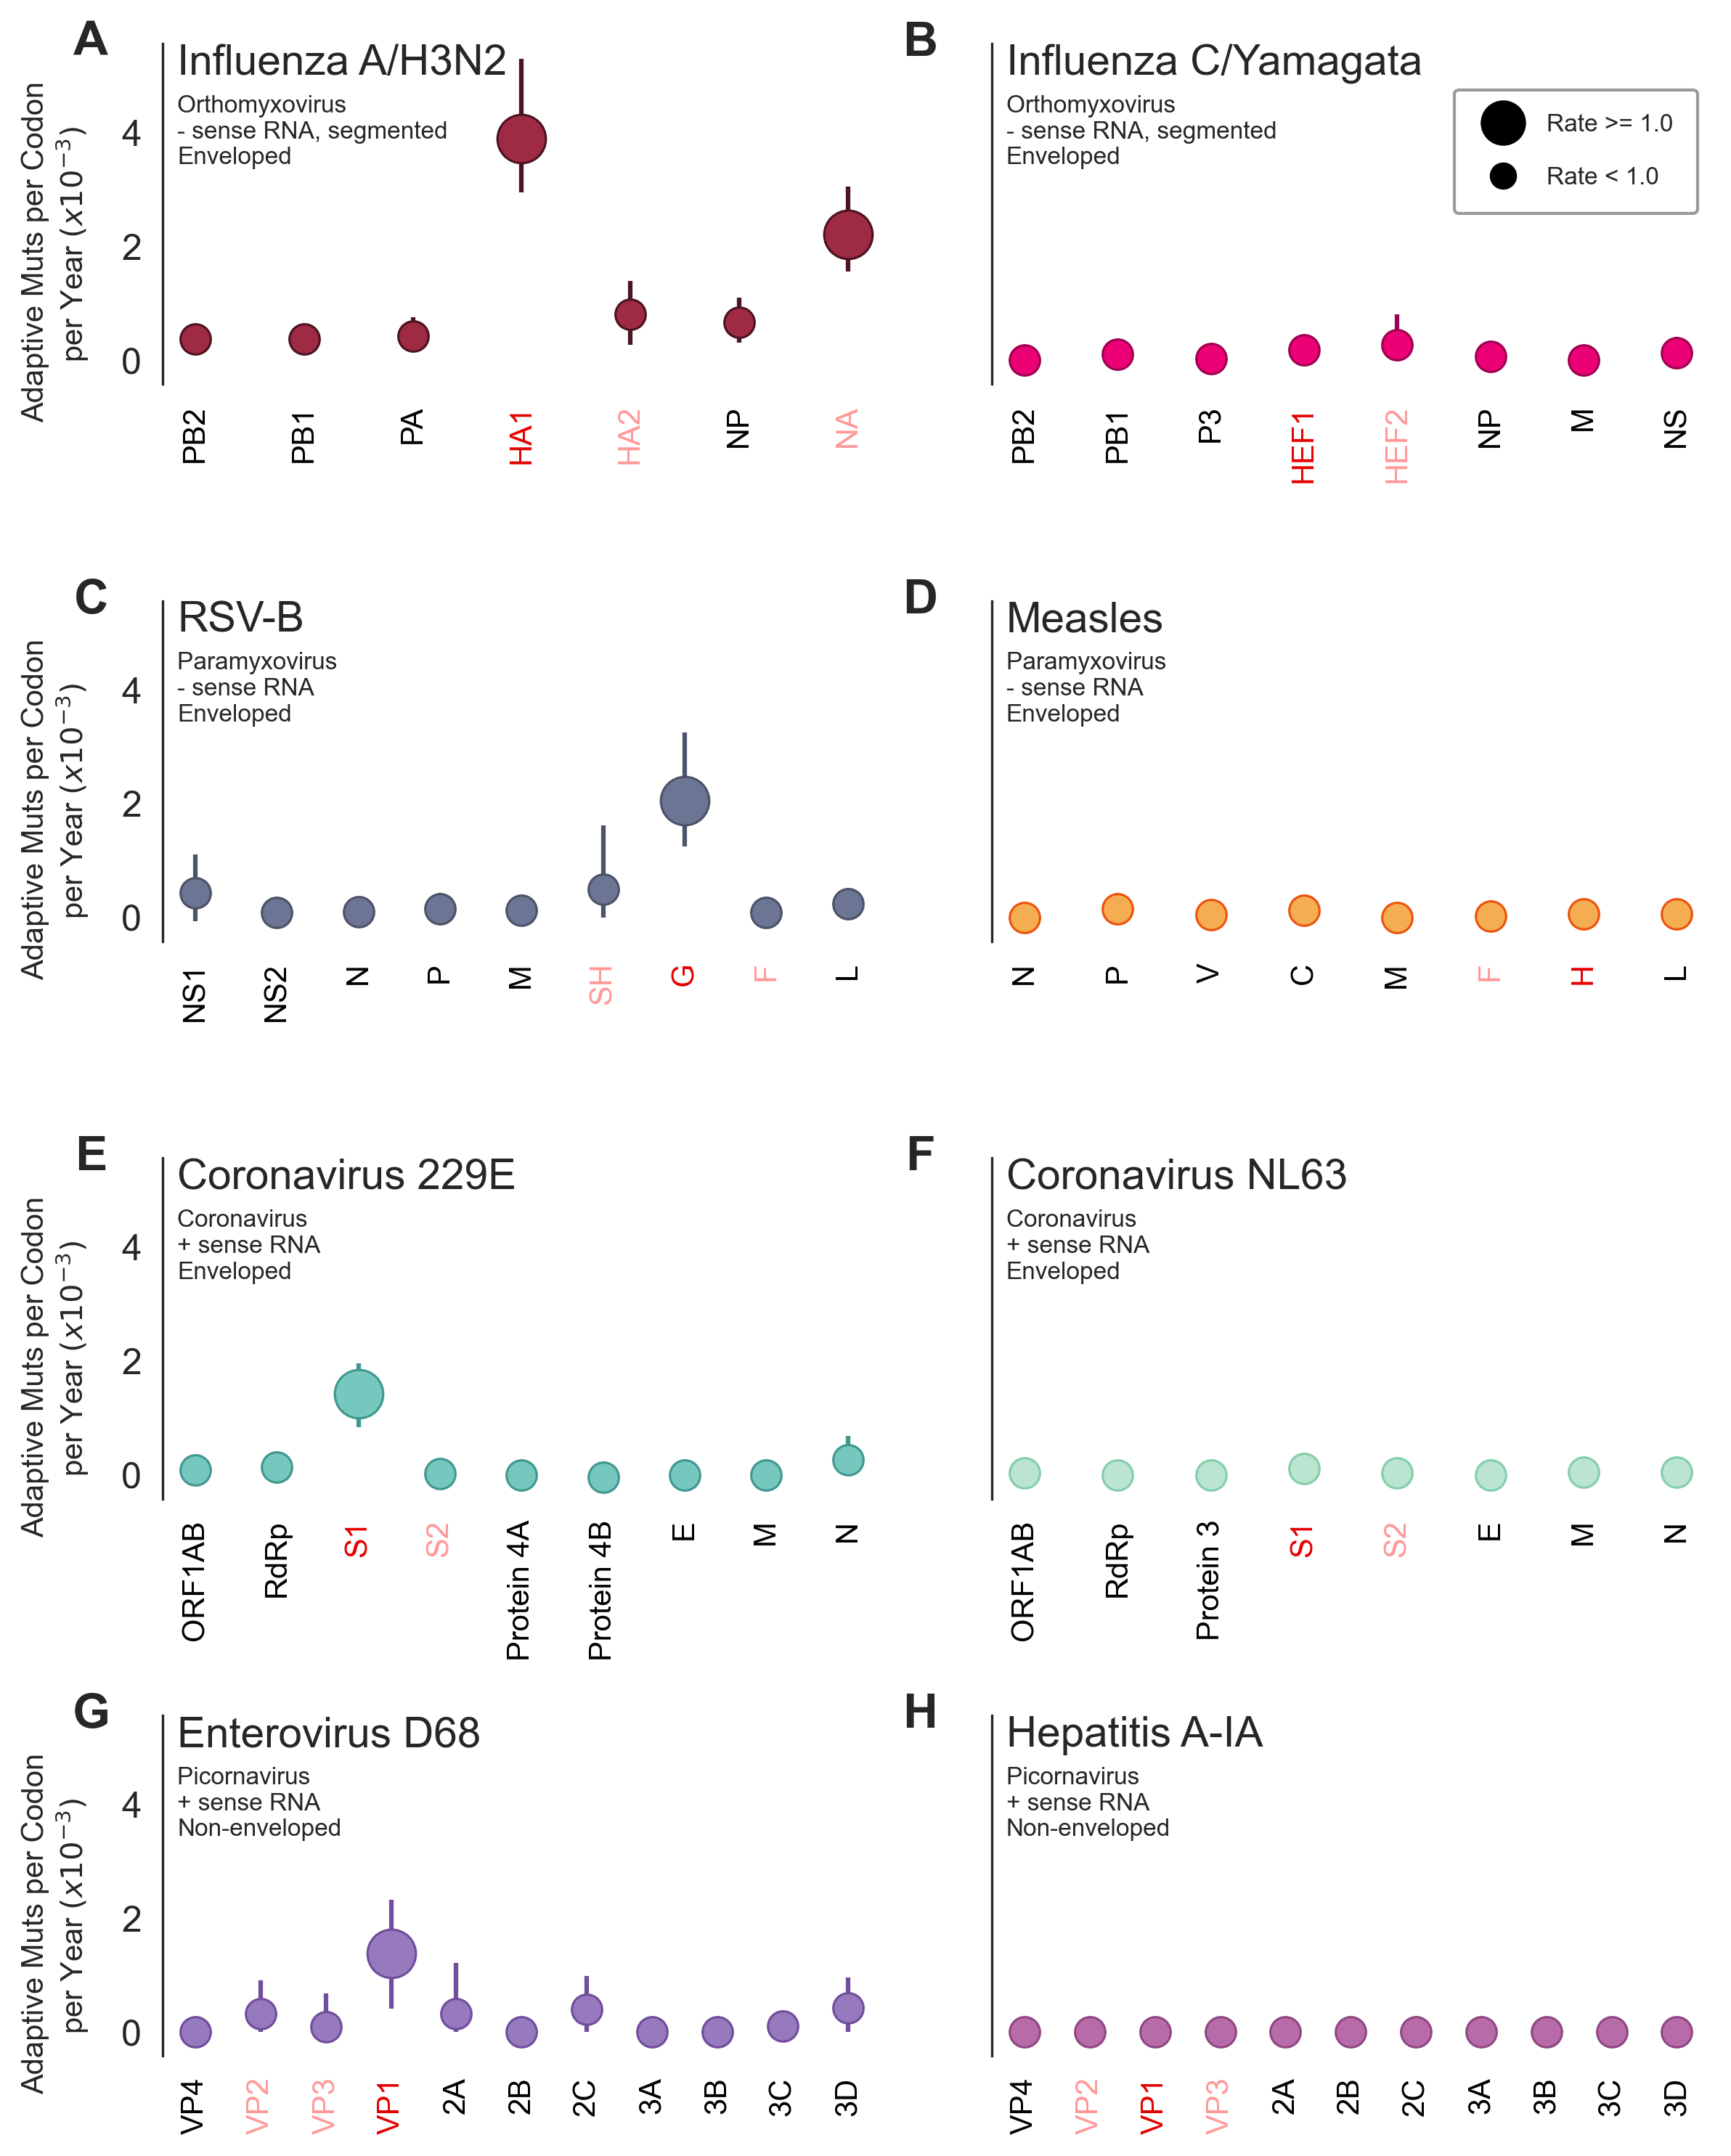 A
Influenza A/H3N2
Orthomyxovirus
- sense RNA, segmented
Enveloped
Adaptive Muts per Codon
per Year (x10−3)
4
2
0
PB2
PB1
PA
HA1
HA2
NP
NA
B
Influenza C/Yamagata
Orthomyxovirus
- sense RNA, segmented
Enveloped
Rate >= 1.0
Rate < 1.0
PB2
PB1
P3
HEF1
HEF2
NP
M
NS
C
RSV-B
Paramyxovirus
- sense RNA
Enveloped
Adaptive Muts per Codon
per Year (x10−3)
4
2
0
NS1
NS2
N
P
M
SH
G
F
L
D
Measles
Paramyxovirus
- sense RNA
Enveloped
N
P
V
C
M
F
H
L
E
Coronavirus 229E
Coronavirus
+ sense RNA
Enveloped
Adaptive Muts per Codon
per Year (x10−3)
4
2
0
ORF1AB
RdRp
S1
S2
Protein 4A
Protein 4B
E
M
N
F
Coronavirus NL63
Coronavirus
+ sense RNA
Enveloped
ORF1AB
RdRp
Protein 3
S1
S2
E
M
N
G
Enterovirus D68
Picornavirus
+ sense RNA
Non-enveloped
Adaptive Muts per Codon
per Year (x10−3)
4
2
0
VP4
VP2
VP3
VP1
2A
2B
2C
3A
3B
3C
3D
H
Hepatitis A-IA
Picornavirus
+ sense RNA
Non-enveloped
VP4
VP2
VP1
VP3
2A
2B
2C
3A
3B
3C
3D